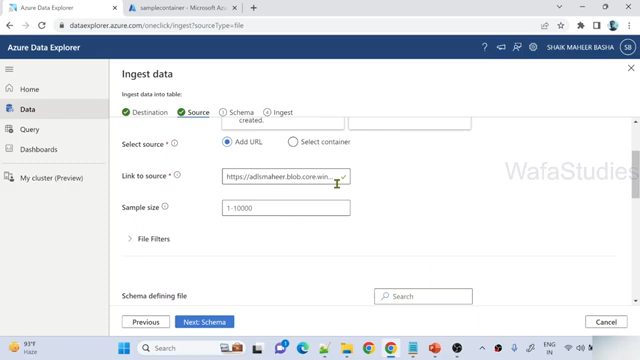 Azure Data Explorer
samplecontainer - Microsoft Az
dataexplorer.azure.com/oneclick/ingest?sourceType=file
Azure Data Explorer
SHAIK MAHEER BASHA
SB
Home
Data
Query
Dashboards
My cluster (Preview)
Ingest data
Ingest data into table:
Destination
Source
3 Schema
4 Ingest
created.
Select source *
Add URL
Select container
WafaStudies
Link to source *
https://adlsmaheer.blob.core.win...
Sample size
1-10000
File Filters
Schema defining file
Search
Previous
Next: Schema
Cancel
93°F
Haze
Search
ENG
IN